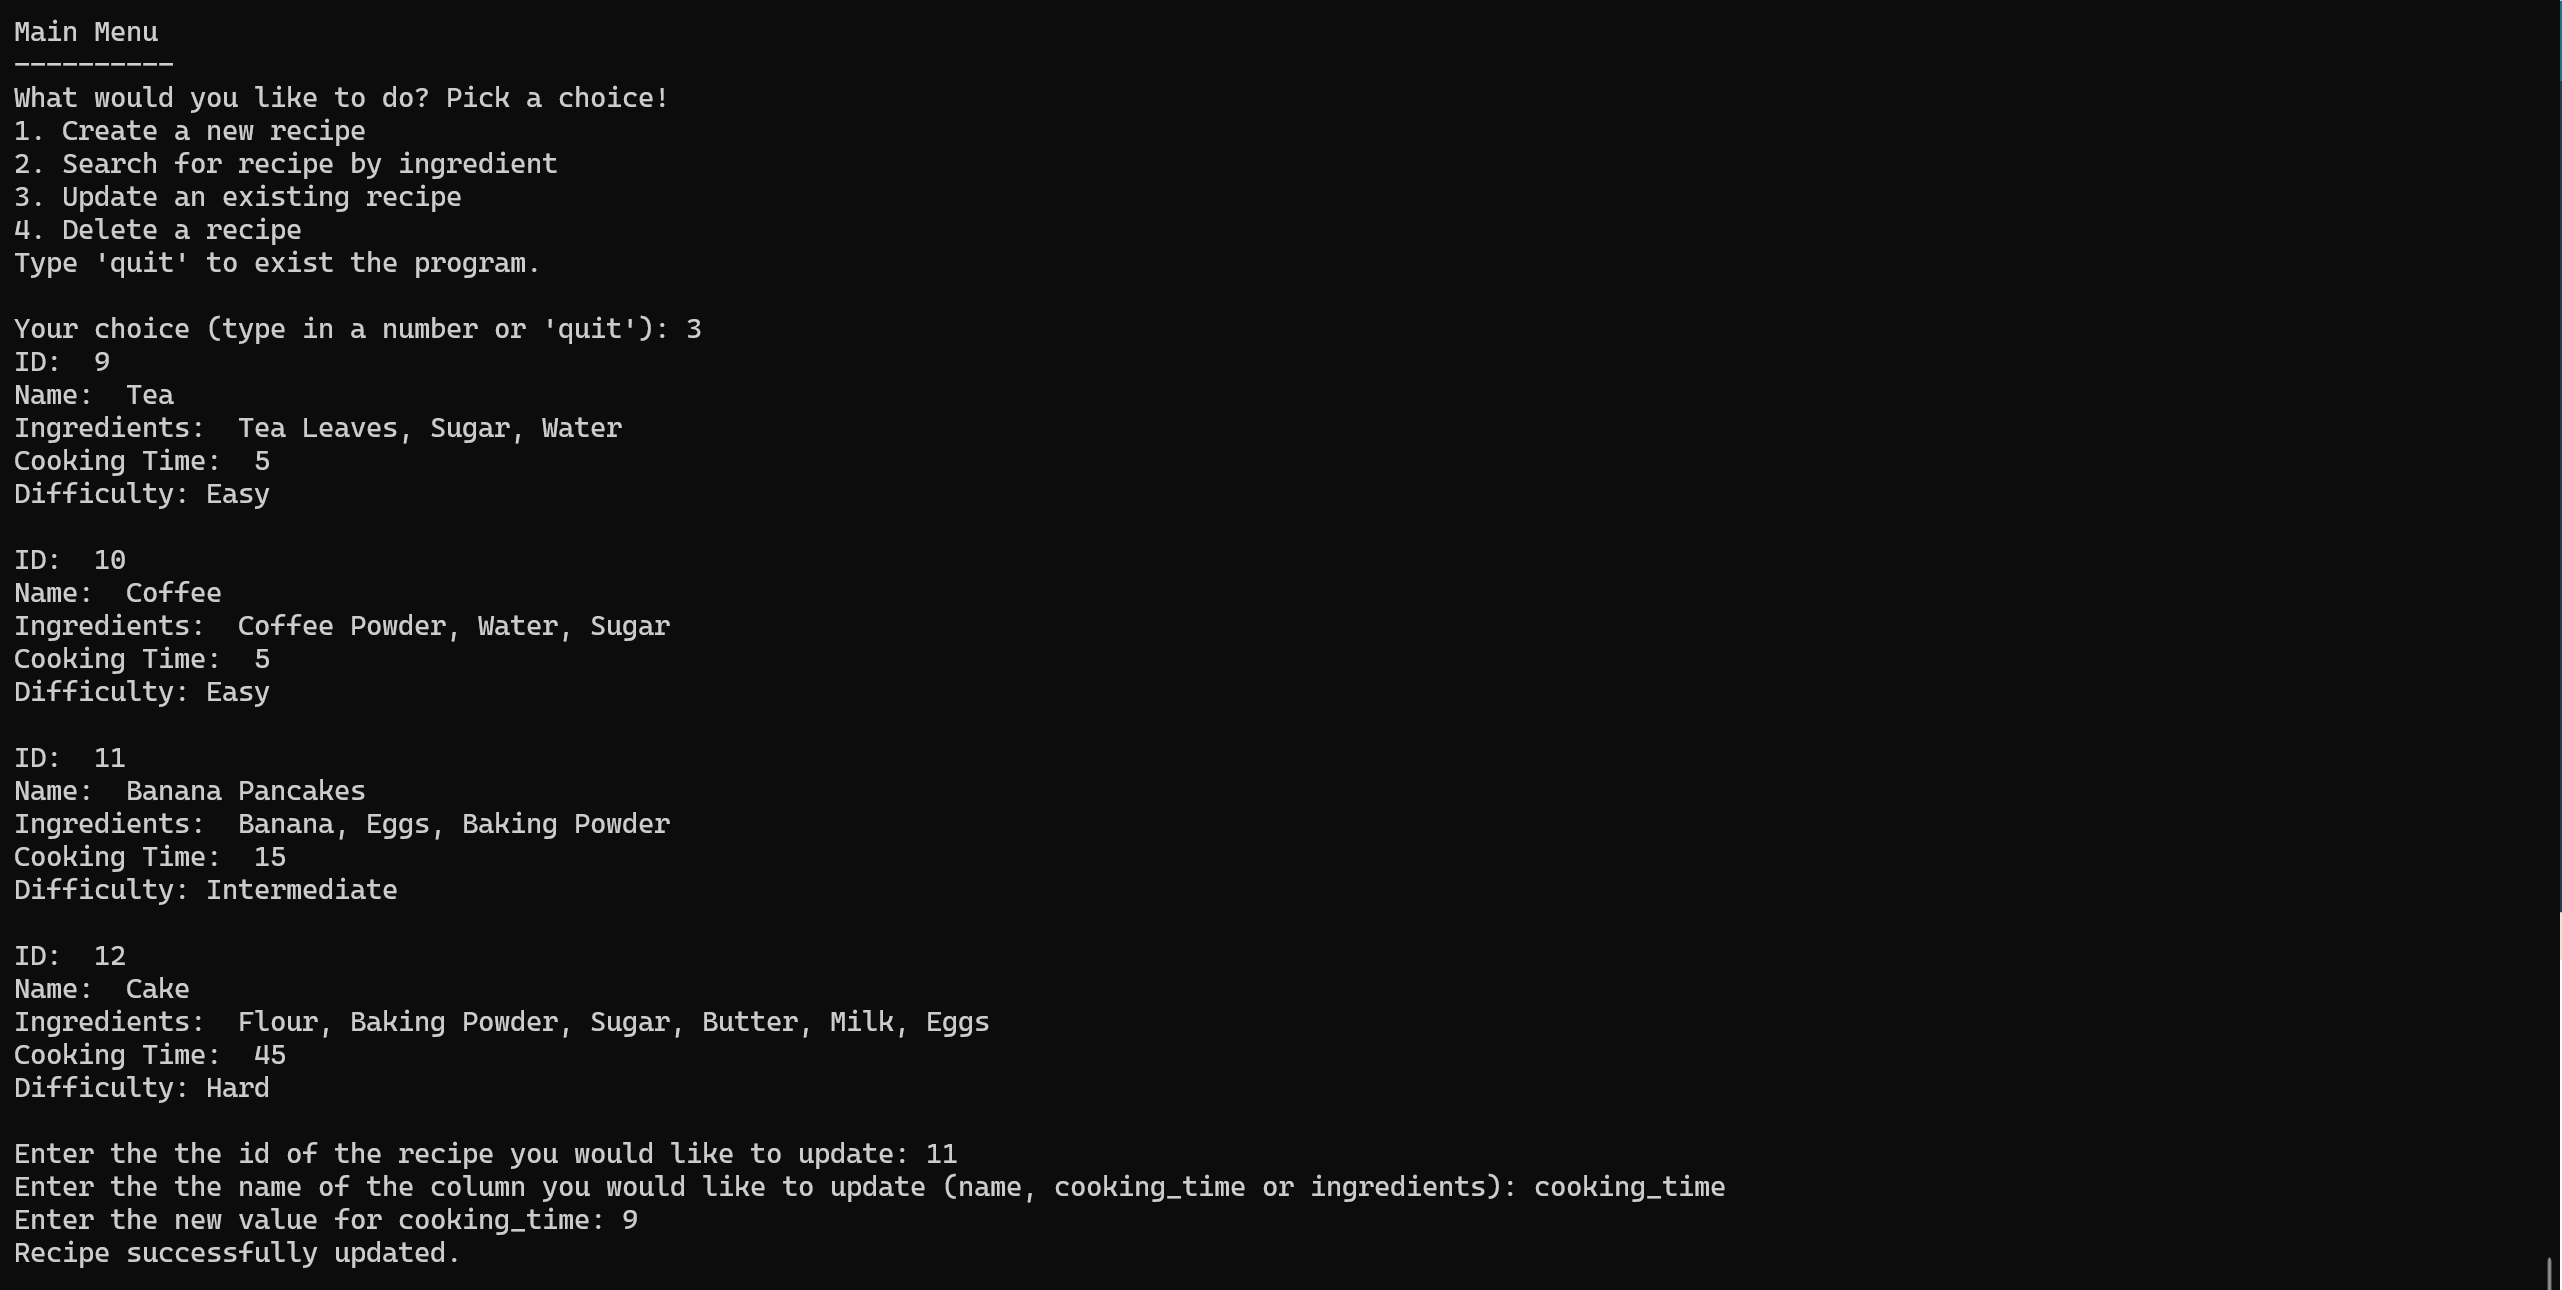 Main Menu
----------
What would you like to do? Pick a choice!
1. Create a new recipe
2. Search for recipe by ingredient
3. Update an existing recipe
4. Delete a recipe
Type 'quit' to exist the program.
Your choice (type in a number or 'quit'): 3
ID:  9
Name:  Tea
Ingredients:  Tea Leaves, Sugar, Water
Cooking Time:  5
Difficulty: Easy
ID:  10
Name:  Coffee
Ingredients:  Coffee Powder, Water, Sugar
Cooking Time:  5
Difficulty: Easy
ID:  11
Name:  Banana Pancakes
Ingredients:  Banana, Eggs, Baking Powder
Cooking Time:  15
Difficulty: Intermediate
ID:  12
Name:  Cake
Ingredients:  Flour, Baking Powder, Sugar, Butter, Milk, Eggs
Cooking Time:  45
Difficulty: Hard
Enter the the id of the recipe you would like to update: 11
Enter the the name of the column you would like to update (name, cooking_time or ingredients): cooking_time
Enter the new value for cooking_time: 9
Recipe successfully updated.